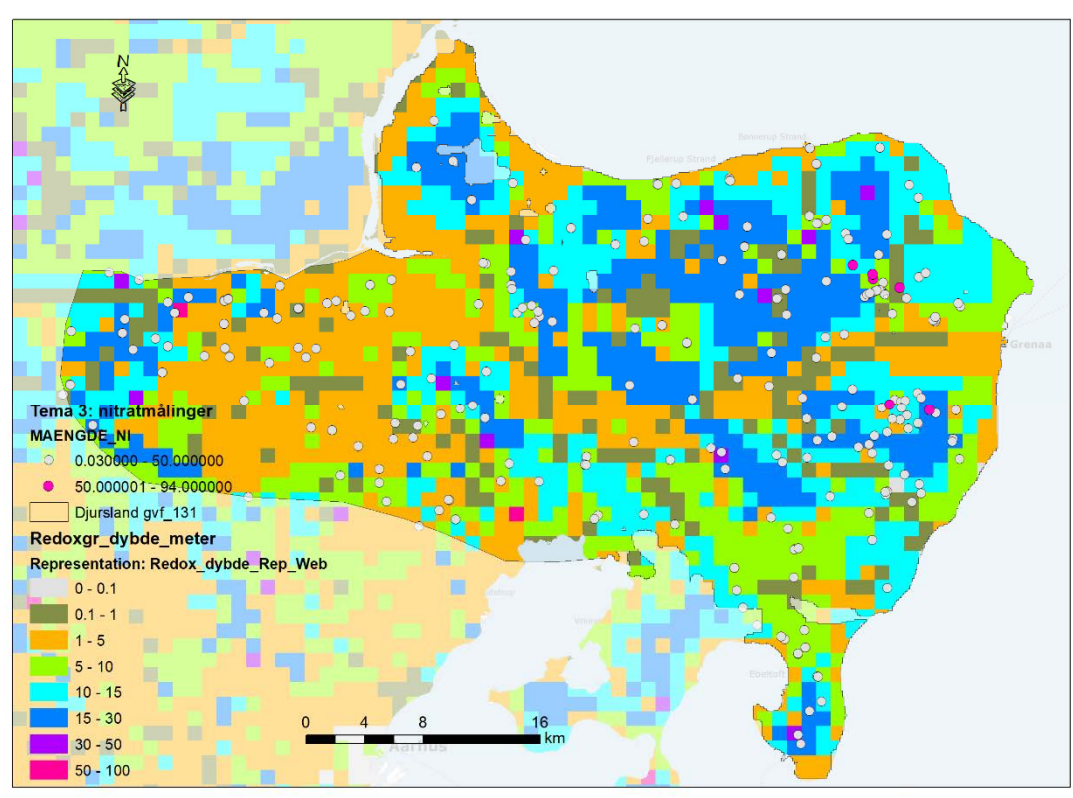 N
Bønnerup Strand
Fjellerup Strand
Grenaa
Tema 3: nitratmålinger
MAENGDE_NI
0.030000 - 50.000000
50.000001 - 94.000000
Djursland gvf_131
Redoxgr_dybde_meter
Representation: Redox_dybde_Rep_Web
0 - 0.1
0.1 - 1
1 - 5
5 - 10
10 - 15
15 - 30
30 - 50
50 - 100
Ebeltoft
0 4 8 16
km
Aarhus